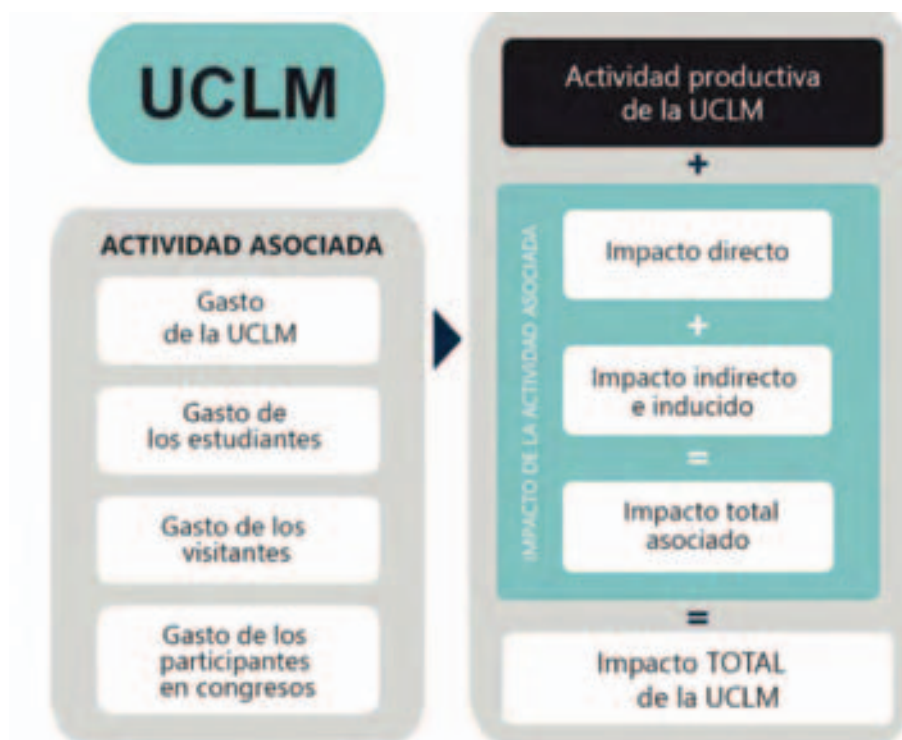 UCLM
ACTIVIDAD ASOCIADA
Gasto
de la UCLM
Gasto de
los estudiantes
Gasto de los
visitantes
Gasto de los
participantes
en congresos
Actividad productiva
de la UCLM
+
IMPACTO DE LA ACTIVIDAD ASOCIADA
Impacto directo
+
Impacto indirecto
e inducido
=
Impacto total
asociado
=
Impacto TOTAL
de la UCLM